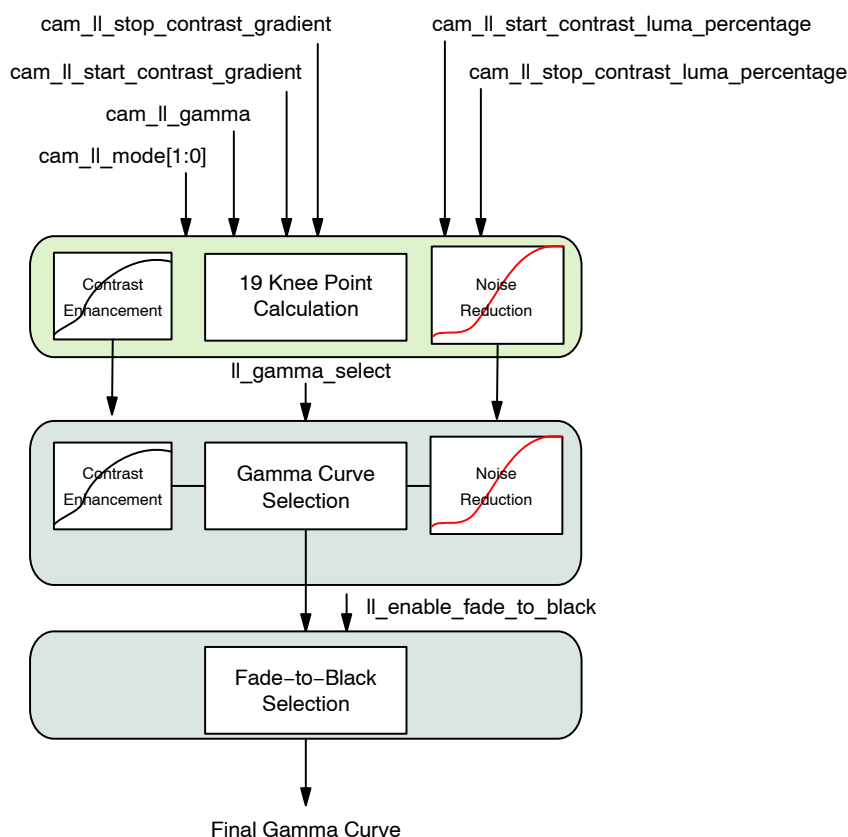 cam_ll_stop_contrast_gradient
cam_ll_start_contrast_luma_percentage
cam_ll_start_contrast_gradient
cam_ll_stop_contrast_luma_percentage
cam_ll_gamma
cam_ll_mode[1:0]
Contrast
Enhancement
19 Knee Point
Calculation
Noise
Reduction
ll_gamma_select
Contrast
Enhancement
Gamma Curve
Selection
Noise
Reduction
ll_enable_fade_to_black
Fade−to−Black
Selection
Final Gamma Curve